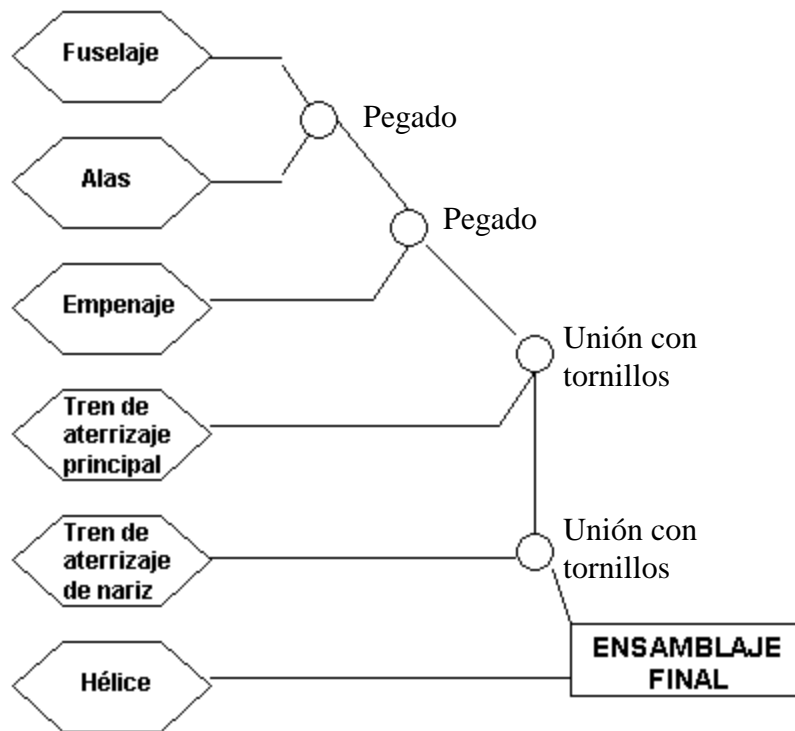 Fuselaje
Pegado
Alas
Pegado
Empenaje
Unión con
tornillos
Tren de
aterrizaje
principal
Tren de
aterrizaje
de nariz
Unión con
tornillos
Hélice
ENSAMBLAJE
FINAL